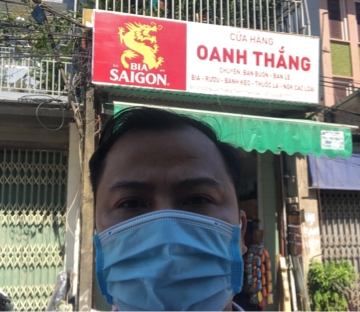 BIA
SAIGON
CỬA HÀNG
OANH THẮNG
CHUYÊN BÁN BUÔN - BÁN LẺ
BIA - RƯỢU - BÁNH KẸO - THUỐC LÁ - NGK CÁC LOẠI